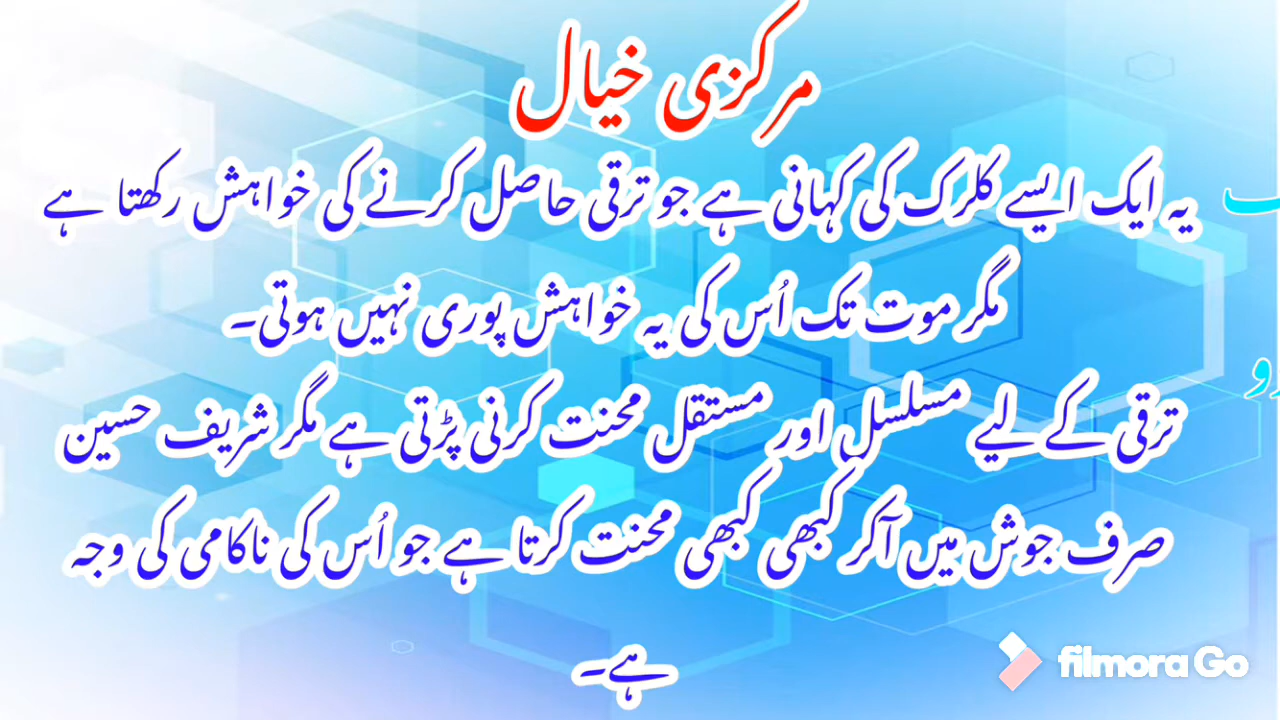 مرکزی خیال
یہ ایک ایسے کلرک کی کہانی ہے جو ترقی حاصل کرنے کی خواہش رکھتا ہے
مگر موت تک اُس کی یہ خواہش پوری نہیں ہوتی۔
ترقی کے لیے مسلسل اور مستقل محنت کرنی پڑتی ہے مگر شریف حسین
صرف جوش میں آکر کبھی کبھی محنت کرتا ہے جو اُس کی ناکامی کی وجہ
ہے۔
filmora Go